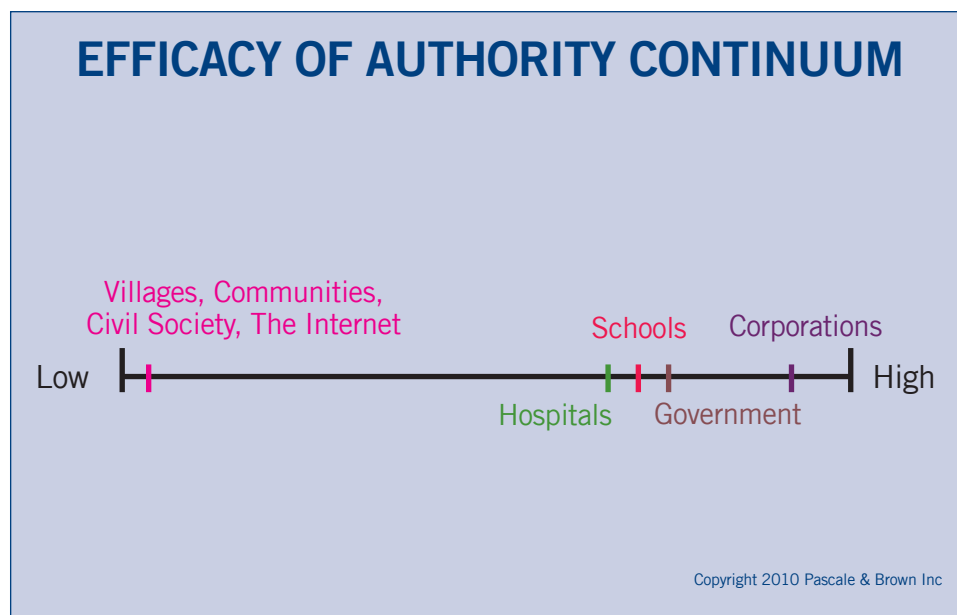 EFFICACY OF AUTHORITY CONTINUUM
Villages, Communities,
Civil Society, The Internet
Schools
Corporations
Low
High
Hospitals
Government
Copyright 2010 Pascale & Brown Inc